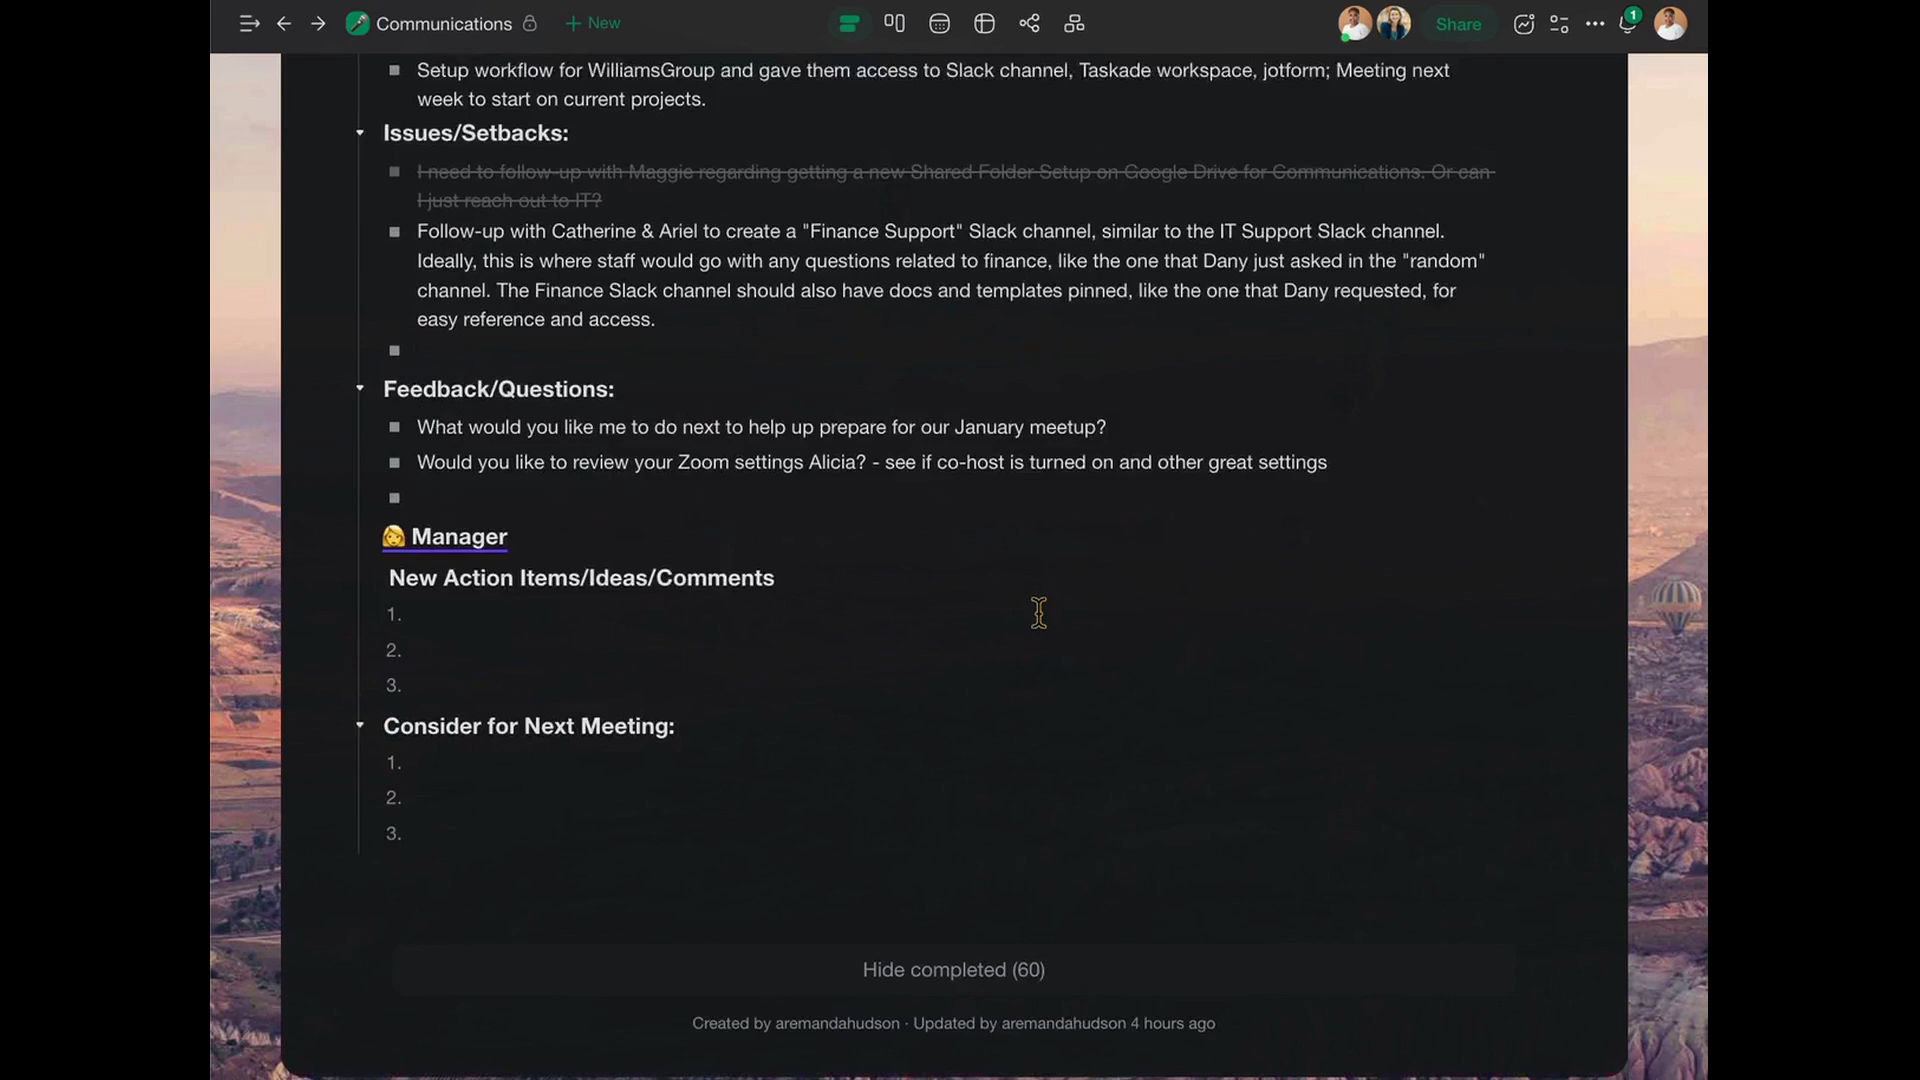 Communications
+ New
Share
1
Setup workflow for WilliamsGroup and gave them access to Slack channel, Taskade workspace, jotform; Meeting next
week to start on current projects.
Issues/Setbacks:
I need to follow-up with Maggie regarding getting a new Shared Folder Setup on Google Drive for Communications. Or can
I just reach out to IT?
Follow-up with Catherine & Ariel to create a "Finance Support" Slack channel, similar to the IT Support Slack channel.
Ideally, this is where staff would go with any questions related to finance, like the one that Dany just asked in the "random"
channel. The Finance Slack channel should also have docs and templates pinned, like the one that Dany requested, for
easy reference and access.
Feedback/Questions:
What would you like me to do next to help up prepare for our January meetup?
Would you like to review your Zoom settings Alicia? - see if co-host is turned on and other great settings
Manager
New Action Items/Ideas/Comments
1.
2.
3.
Consider for Next Meeting:
1.
2.
3.
Hide completed (60)
Created by aremandahudson · Updated by aremandahudson 4 hours ago